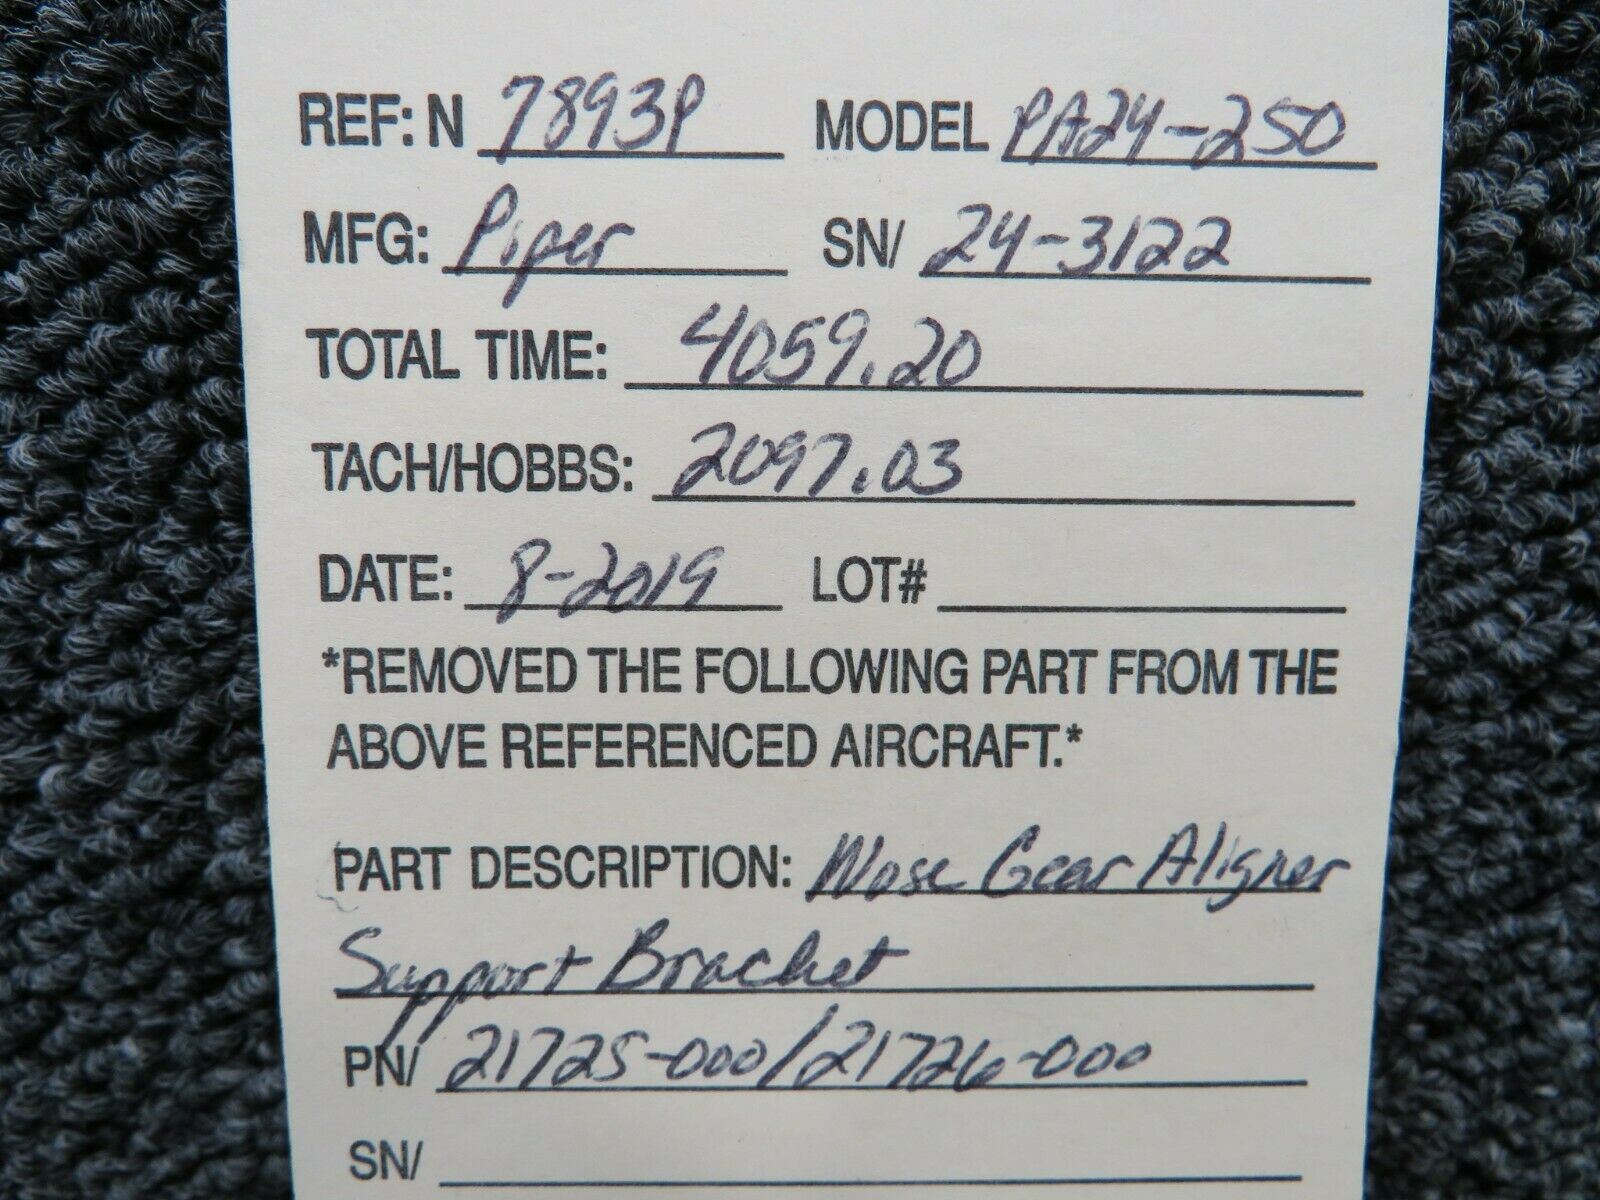 REF: N 7893P MODEL PA24-250
MFG: Piper SN/ 24-3122
TOTAL TIME: 4059.20
TACH/HOBBS: 2097.03
DATE: 8-2019 LOT#
*REMOVED THE FOLLOWING PART FROM THE
ABOVE REFERENCED AIRCRAFT.*
PART DESCRIPTION: Nose Gear Aligner
Support Bracket
PN/ 21725-000/21726-000
SN/